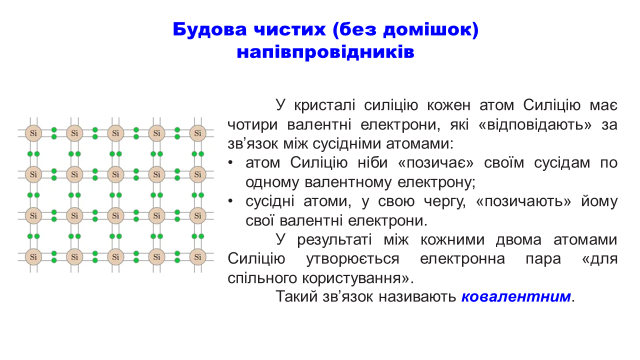 Будова чистих (без домішок)
напівпровідників
У кристалі силіцію кожен атом Силіцію має
чотири валентні електрони, які «відповідають» за
зв’язок між сусідніми атомами:
• атом Силіцію ніби «позичає» своїм сусідам по
одному валентному електрону;
• сусідні атоми, у свою чергу, «позичають» йому
свої валентні електрони.
У результаті між кожними двома атомами
Силіцію утворюється електронна пара «для
спільного користування».
Такий зв’язок називають ковалентним.
Si Si Si Si Si
Si Si Si Si Si
Si Si Si Si Si
Si Si Si Si Si